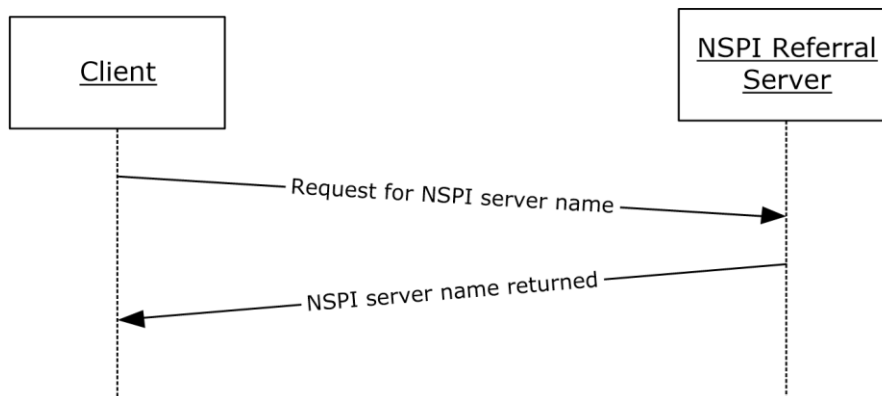 Client
NSPI Referral
Server
Request for NSPI server name
NSPI server name returned